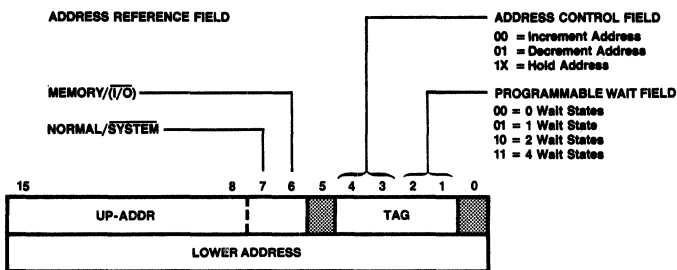 ADDRESS REFERENCE FIELD
ADDRESS CONTROL FIELD
00 = Increment Address
01 = Decrement Address
1X = Hold Address
MEMORY/(I/O)
PROGRAMMABLE WAIT FIELD
NORMAL/SYSTEM
00 = 0 Wait States
01 = 1 Wait State
10 = 2 Wait States
11 = 4 Wait States
15 8 7 6 5 4 3 2 1 0
UP-ADDR TAG
LOWER ADDRESS